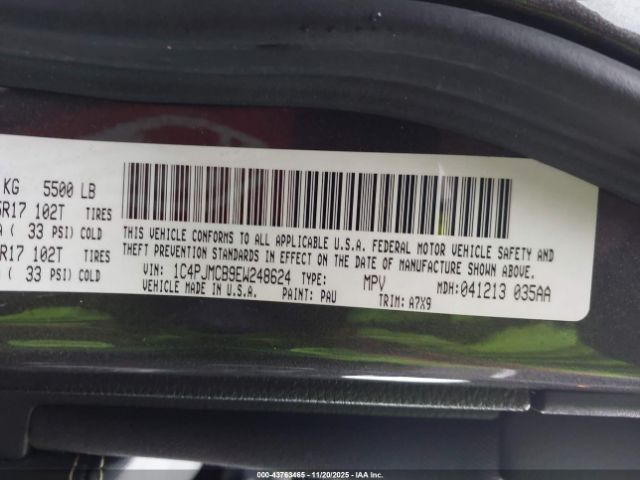 KG 5500 LB
R17 102T TIRES
( 33 PSI) COLD
R17 102T TIRES
( 33 PSI) COLD
THIS VEHICLE CONFORMS TO ALL APPLICABLE U.S.A. FEDERAL MOTOR VEHICLE SAFETY AND
THEFT PREVENTION STANDARDS IN EFFECT ON THE DATE OF MANUFACTURE SHOWN ABOVE.
VIN: 1C4PJMCB9EW248624 TYPE: MPV MDH: 041213 035AA
VEHICLE MADE IN U.S.A. PAINT: PAU TRIM: A7X9
000-43763465 - 11/20/2025 - IAA Inc.